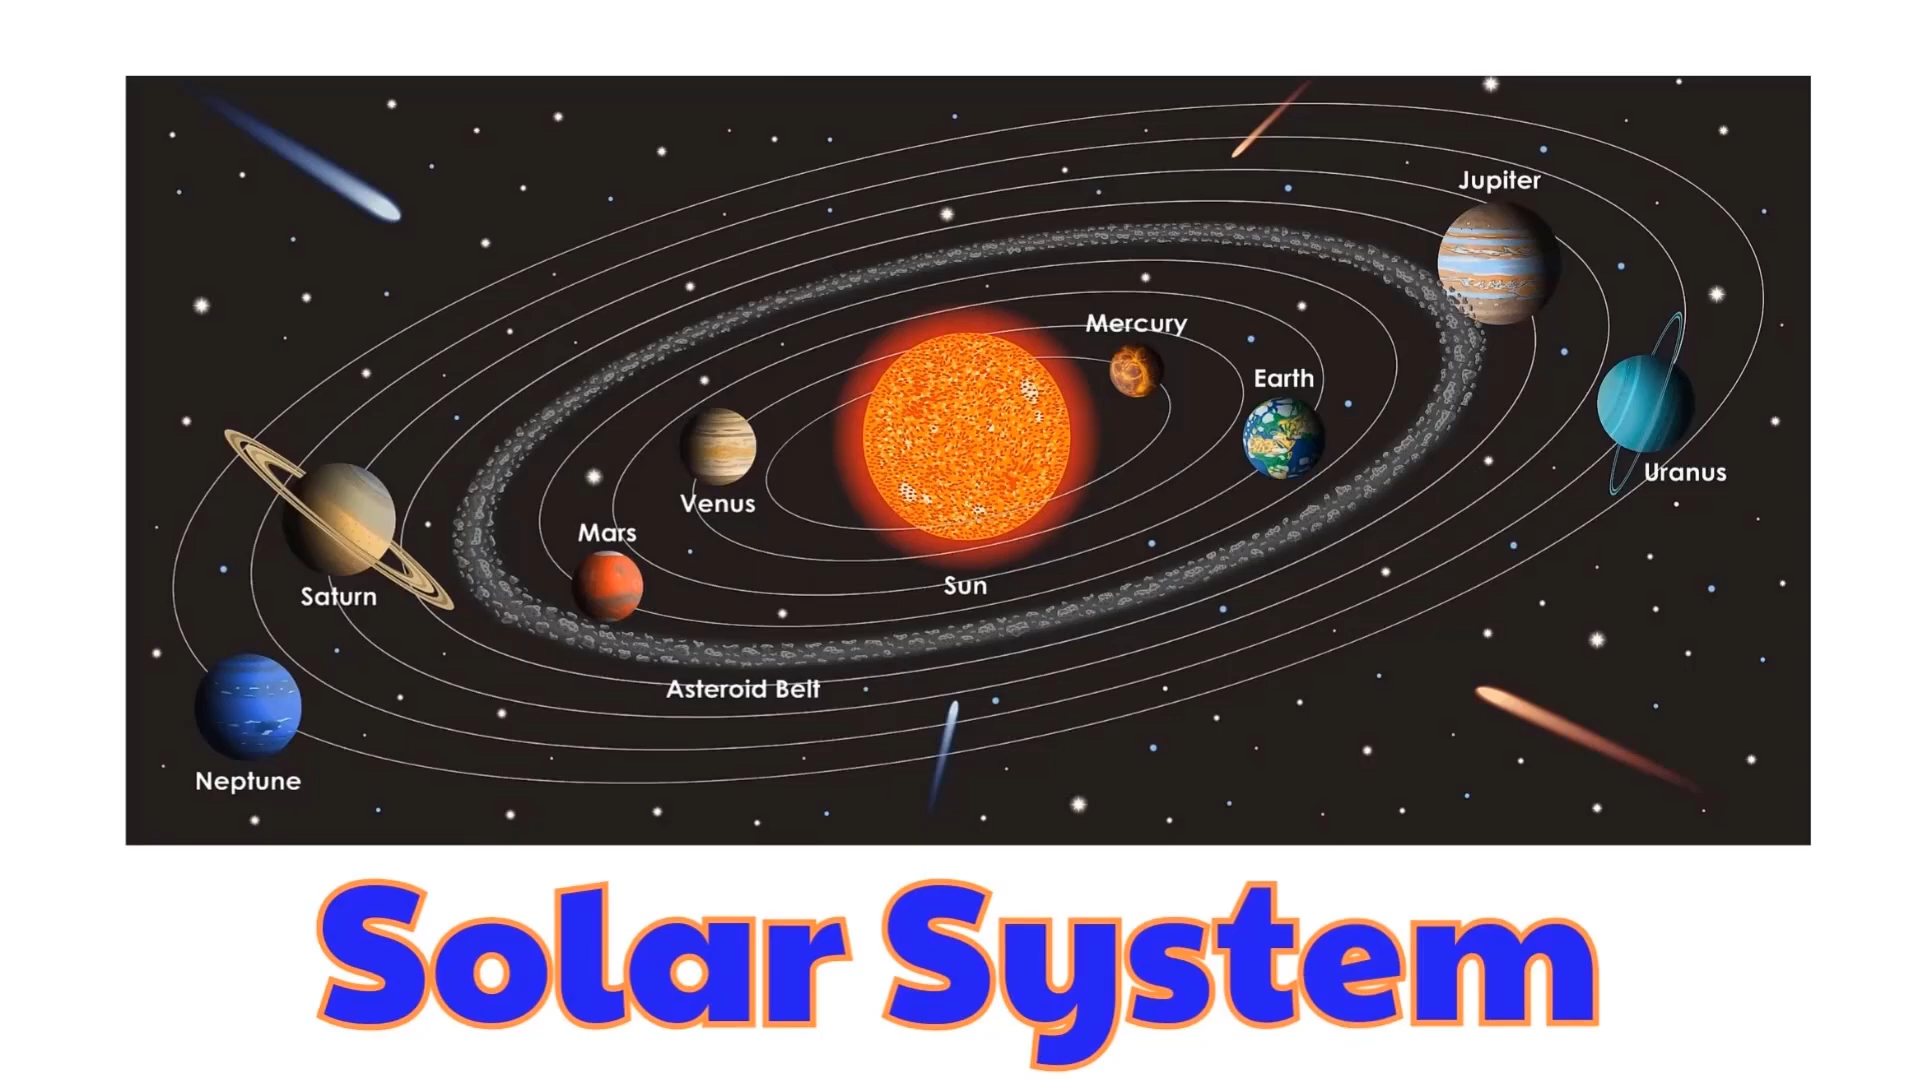 Jupiter
Mercury
Earth
Uranus
Venus
Mars
Sun
Saturn
Asteroid Belt
Neptune
Solar System